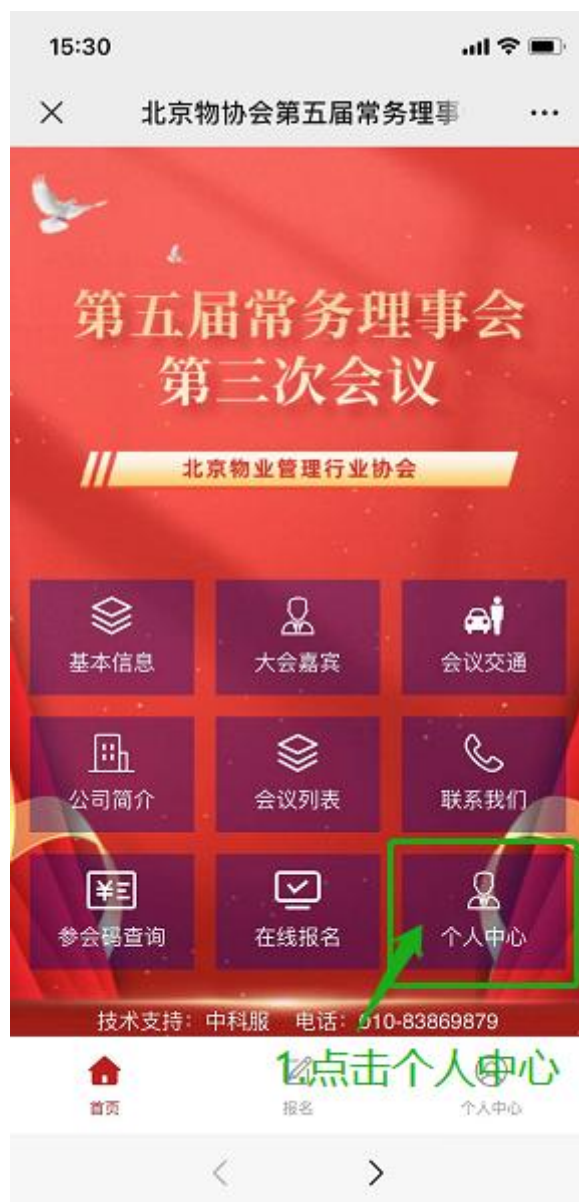 15:30
北京物协会第五届常务理事
第五届常务理事会
第三次会议
北京物业管理行业协会
基本信息
大会嘉宾
会议交通
公司简介
会议列表
联系我们
参会码查询
在线报名
个人中心
技术支持：中科服 电话：010-83869879
1.点击个人中心
首页
报名
个人中心